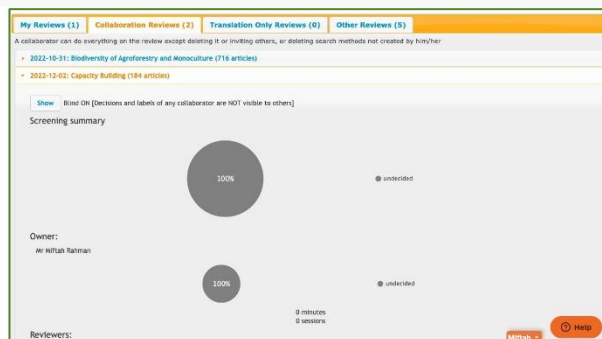 My Reviews (1) Collaboration Reviews (2) Translation Only Reviews (0) Other Reviews (5)
A collaborator can do everything on the review except deleting it or inviting others, or deleting search methods not created by him/her
2022-10-31: Biodiversity of Agroforestry and Monoculture (716 articles)
2022-12-02: Capacity Building (184 articles)
Show Blind ON [Decisions and labels of any collaborator are NOT visible to others]
Screening summary
100% undecided
Owner:
Mr Miftah Rahman
100% undecided
0 minutes
0 sessions
Reviewers:
Miftah
Help